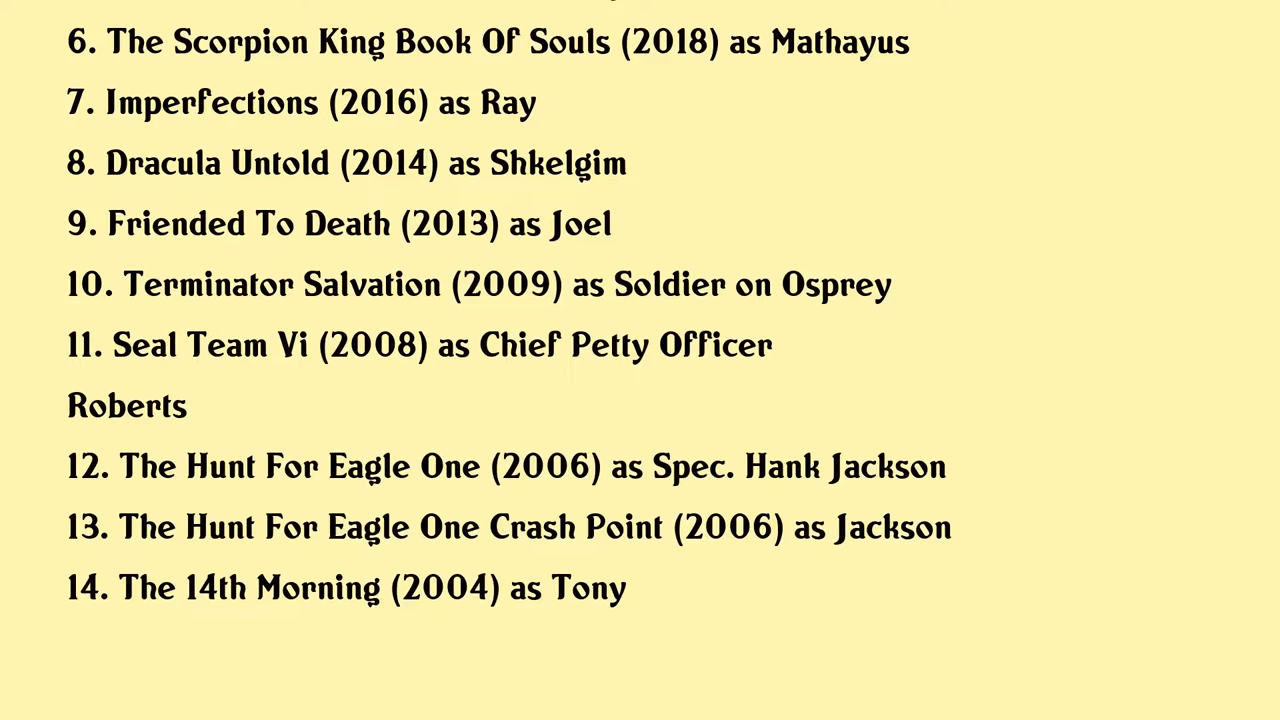 6. The Scorpion King Book Of Souls (2018) as Mathayus
7. Imperfections (2016) as Ray
8. Dracula Untold (2014) as Shkelgim
9. Friended To Death (2013) as Joel
10. Terminator Salvation (2009) as Soldier on Osprey
11. Seal Team Vi (2008) as Chief Petty Officer
Roberts
12. The Hunt For Eagle One (2006) as Spec. Hank Jackson
13. The Hunt For Eagle One Crash Point (2006) as Jackson
14. The 14th Morning (2004) as Tony